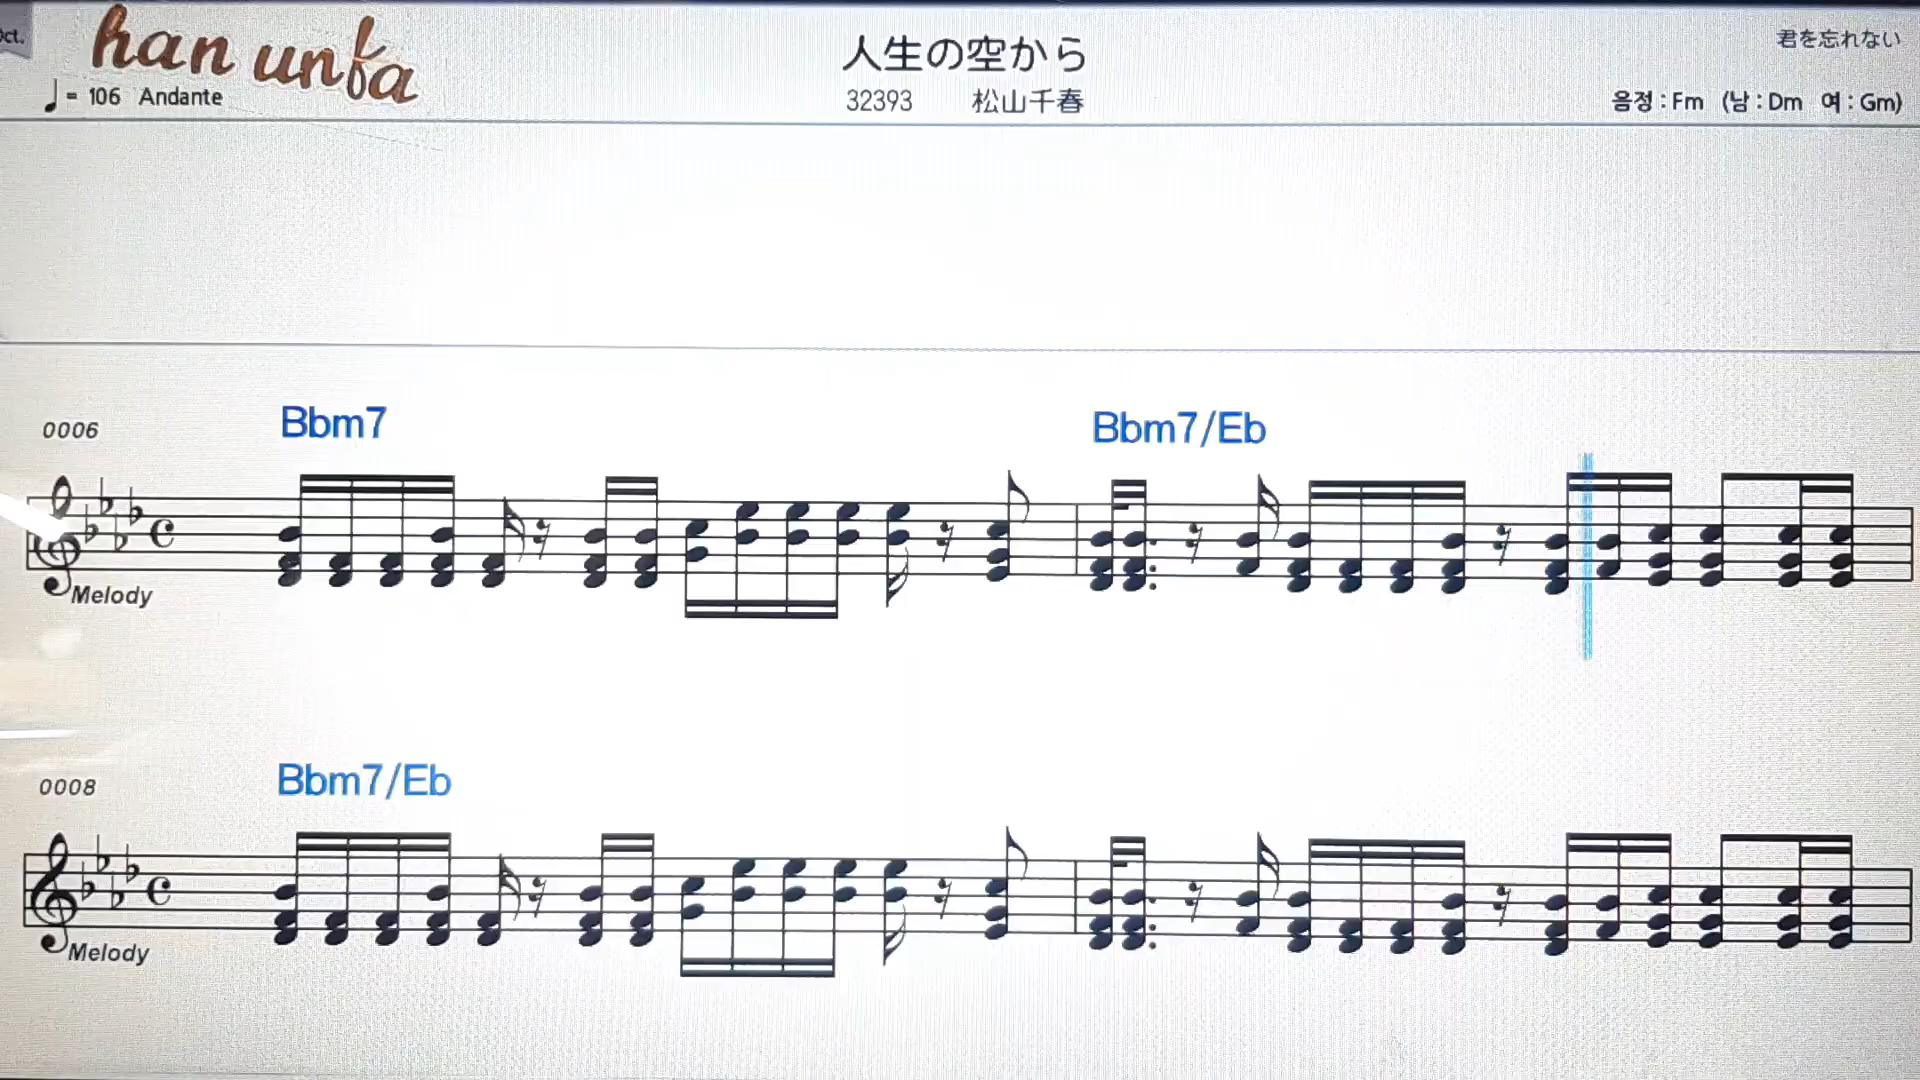 Oct.
han unfa
♩= 106 Andante
人生の空から
32393 松山千春
君を忘れない
음정 : Fm (남 : Dm 여 : Gm)
0006
Bbm7 Bbm7/Eb
Melody
0008
Bbm7/Eb
Melody